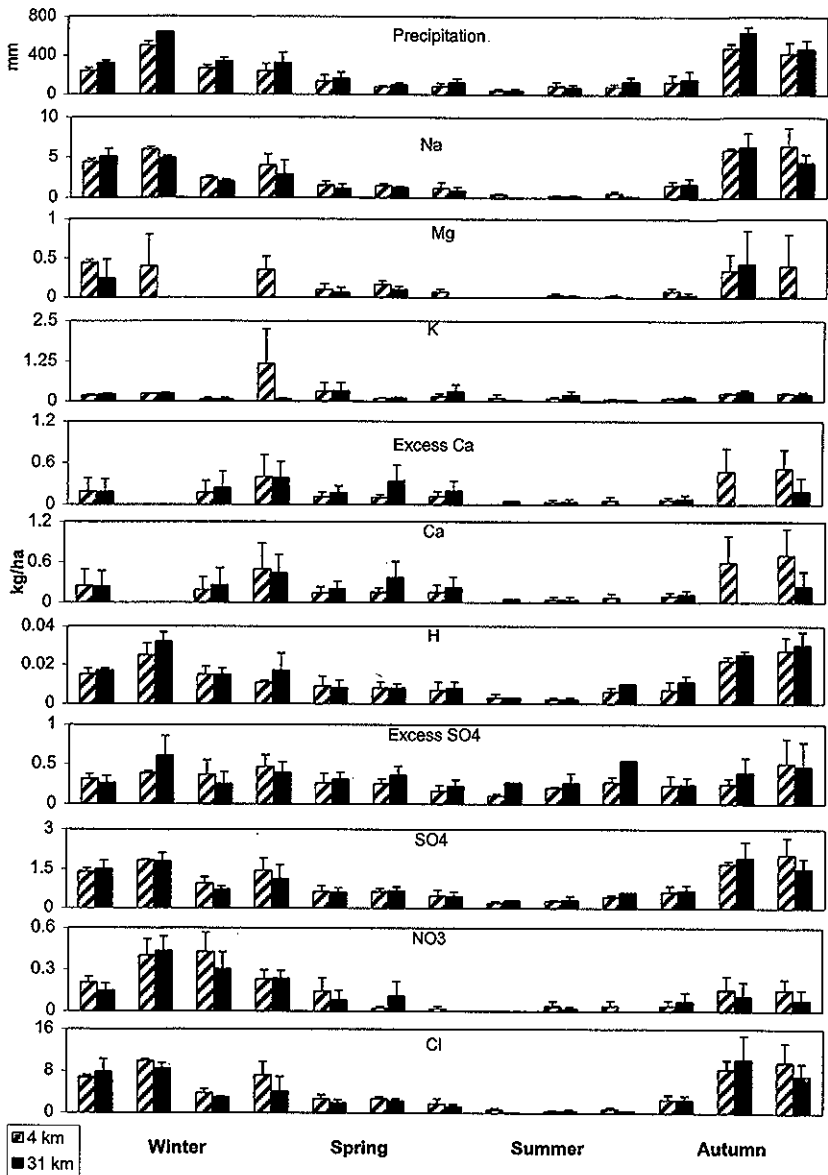 800
Precipitation
mm
400
0
10
Na
5
0
1
Mg
0.5
0
2.5
K
1.25
0
1.2
Excess Ca
0.6
0
1.2
Ca
kg/ha
0.6
0
0.04
H
0.02
0
1
Excess SO4
0.5
0
3
SO4
1.5
0
0.6
NO3
0.3
0
16
Cl
8
0
4 km
31 km
Winter Spring Summer Autumn